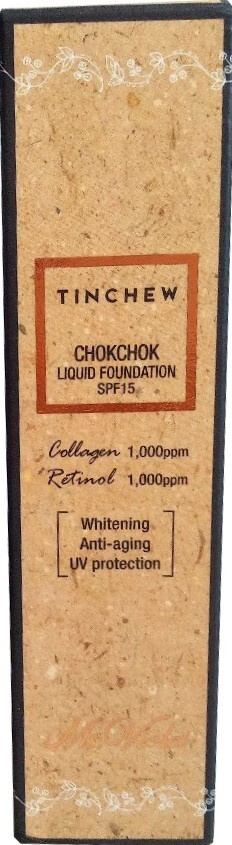 TINCHEW
CHOKCHOK
LIQUID FOUNDATION
SPF15
Collagen 1,000ppm
Retinol 1,000ppm
Whitening
Anti-aging
UV protection